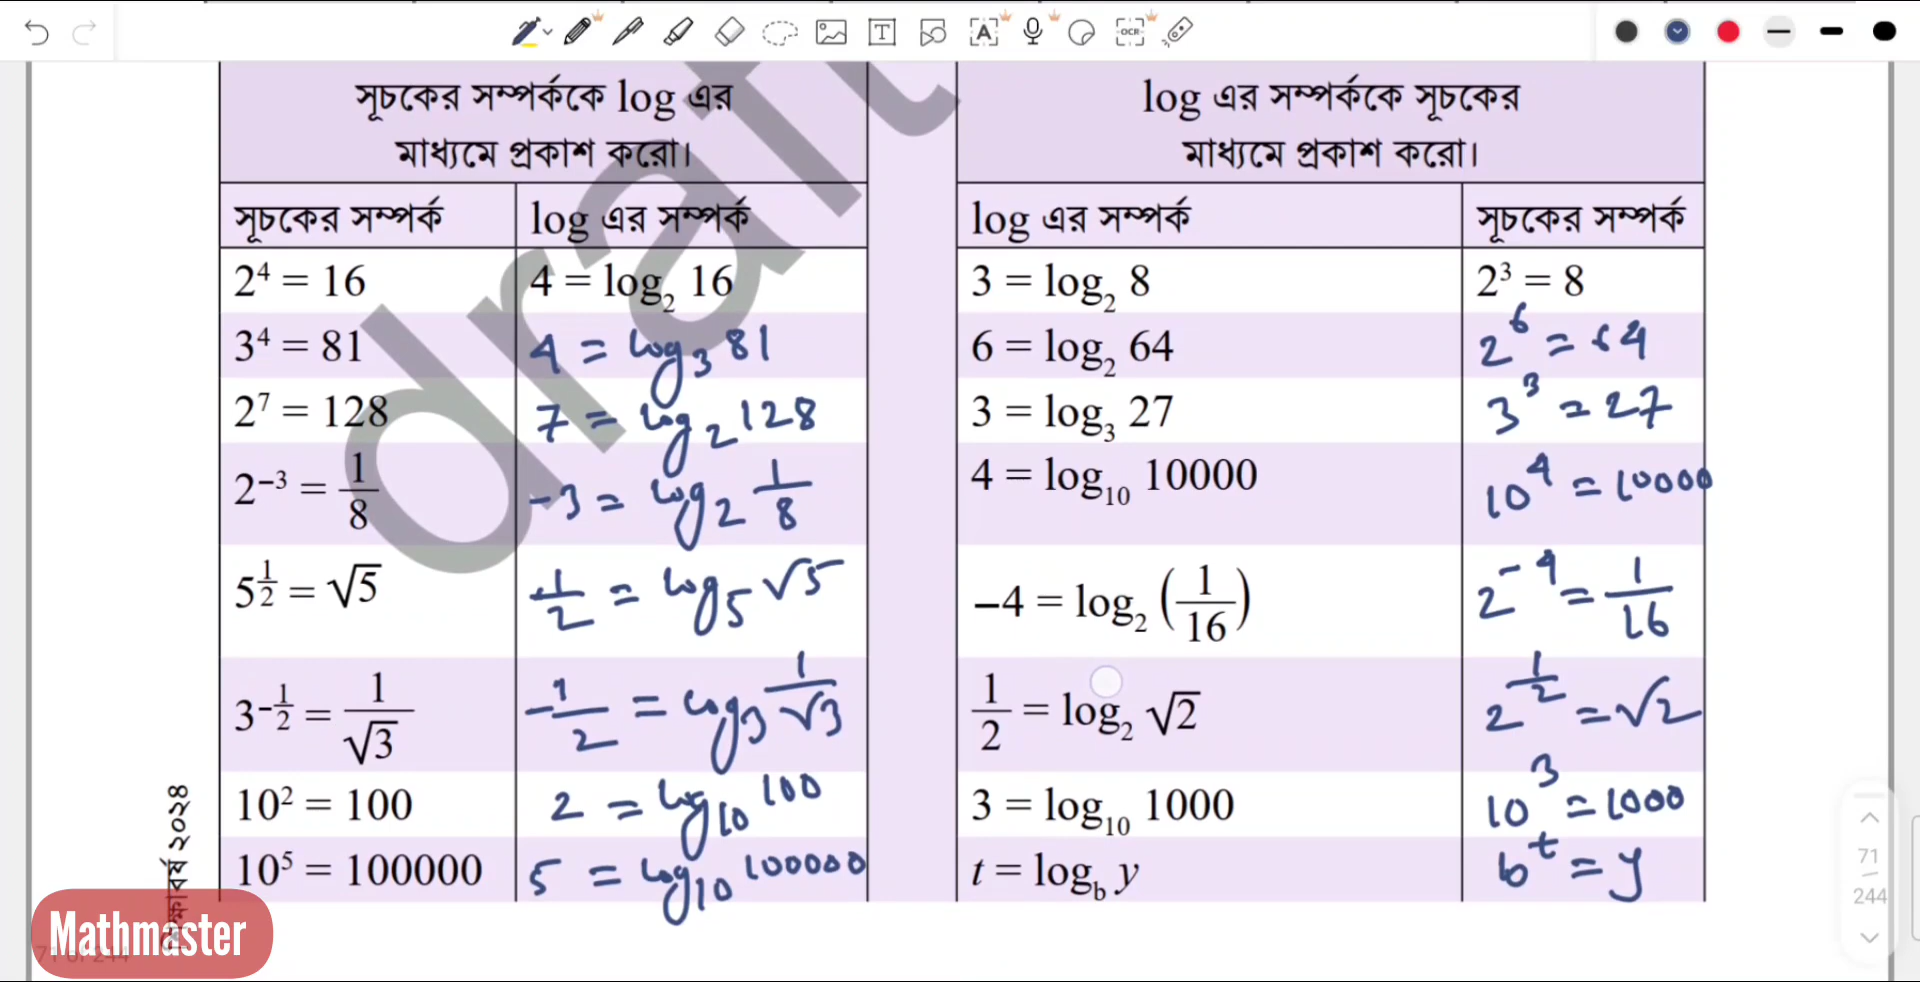 সূচকের সম্পর্ককে log এর
মাধ্যমে প্রকাশ করো।
সূচকের সম্পর্ক log এর সম্পর্ক
2⁴ = 16 4 = log₂ 16
3⁴ = 81 4 = log₃ 81
2⁷ = 128 7 = log₂ 128
2⁻³ = 1/8 -3 = log₂ 1/8
5^(1/2) = √5 1/2 = log₅ √5
3^(-1/2) = 1/√3 -1/2 = log₃ 1/√3
10² = 100 2 = log₁₀ 100
10⁵ = 100000 5 = log₁₀ 100000
log এর সম্পর্ককে সূচকের
মাধ্যমে প্রকাশ করো।
log এর সম্পর্ক সূচকের সম্পর্ক
3 = log₂ 8 2³ = 8
6 = log₂ 64 2⁶ = 64
3 = log₃ 27 3³ = 27
4 = log₁₀ 10000 10⁴ = 10000
–4 = log₂ (1/16) 2⁻⁴ = 1/16
1/2 = log₂ √2 2^(1/2) = √2
3 = log₁₀ 1000 10³ = 1000
t = log_b y b^t = y
draft
২০২৪
Mathmaster
71
244
A
T
OCR